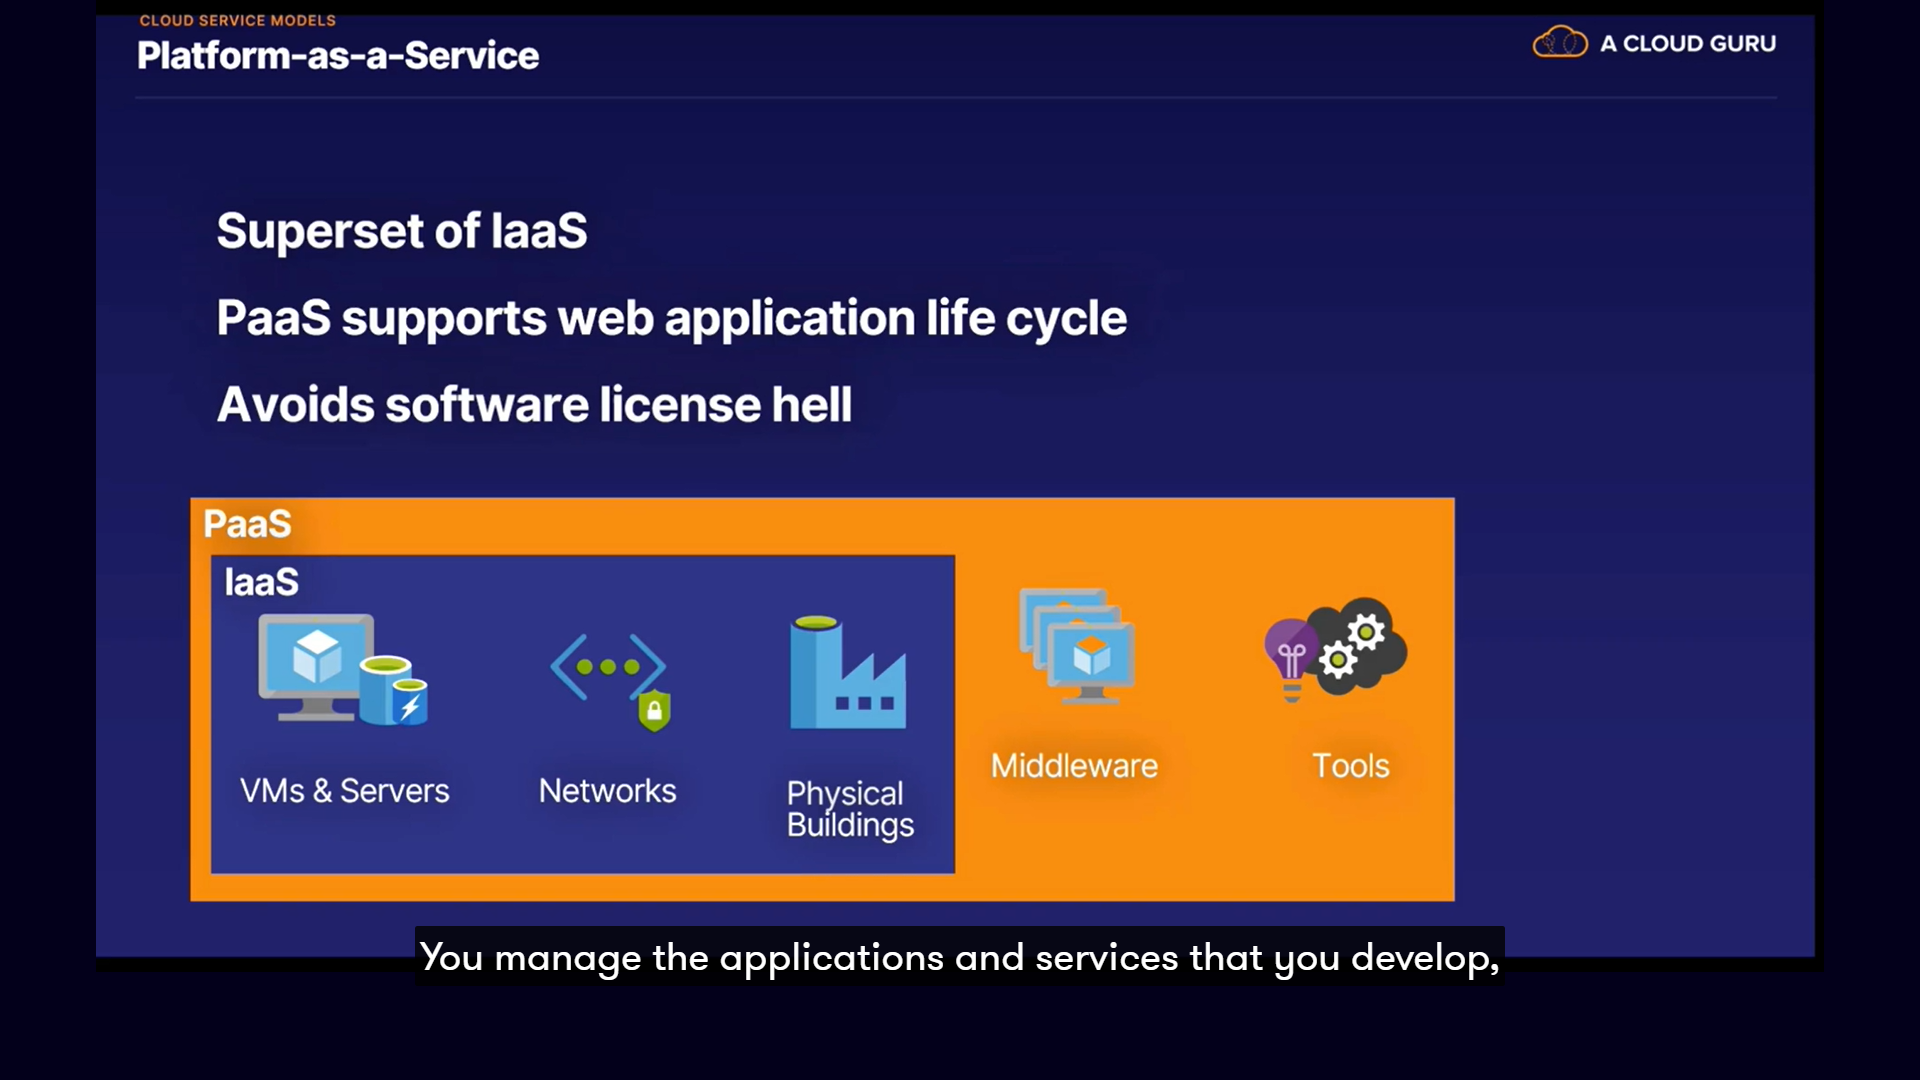 CLOUD SERVICE MODELS
Platform-as-a-Service
A CLOUD GURU
Superset of IaaS
PaaS supports web application life cycle
Avoids software license hell
PaaS
IaaS
VMs & Servers
Networks
Physical
Buildings
Middleware
Tools
You manage the applications and services that you develop,